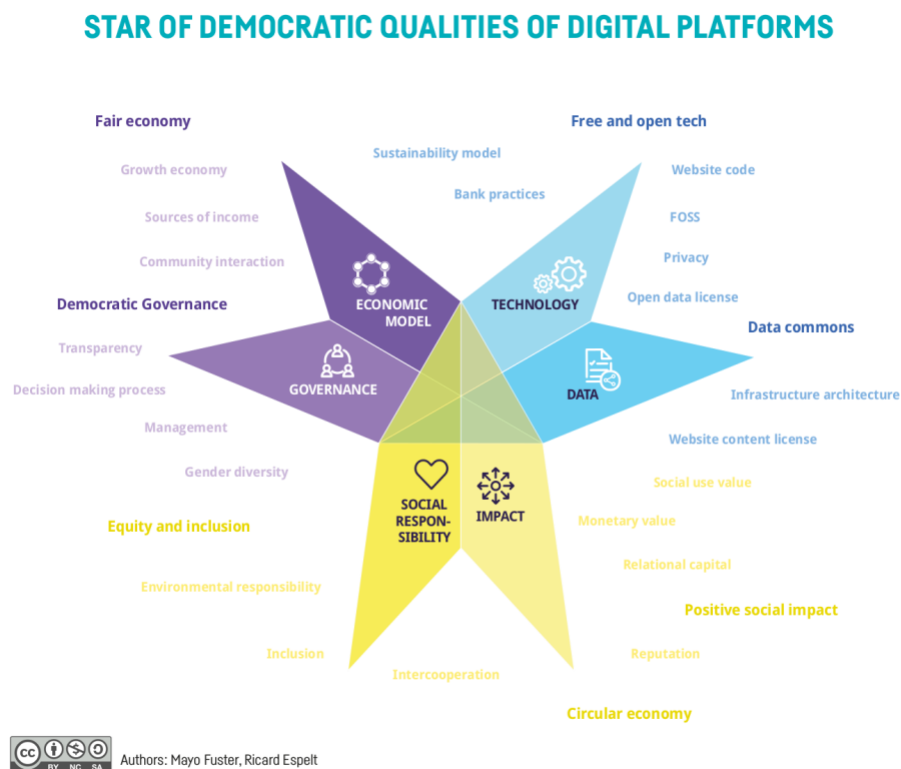 STAR OF DEMOCRATIC QUALITIES OF DIGITAL PLATFORMS
Fair economy
Growth economy
Sources of income
Community interaction
Sustainability model
Bank practices
Free and open tech
Website code
FOSS
Privacy
Open data license
Democratic Governance
Transparency
Decision making process
Management
Gender diversity
ECONOMIC
MODEL
TECHNOLOGY
GOVERNANCE
DATA
Data commons
Infrastructure architecture
Website content license
SOCIAL
RESPON-
SIBILITY
IMPACT
Social use value
Monetary value
Relational capital
Positive social impact
Reputation
Equity and inclusion
Environmental responsibility
Inclusion
Intercooperation
Circular economy
cc
BY NC SA
Authors: Mayo Fuster, Ricard Espelt